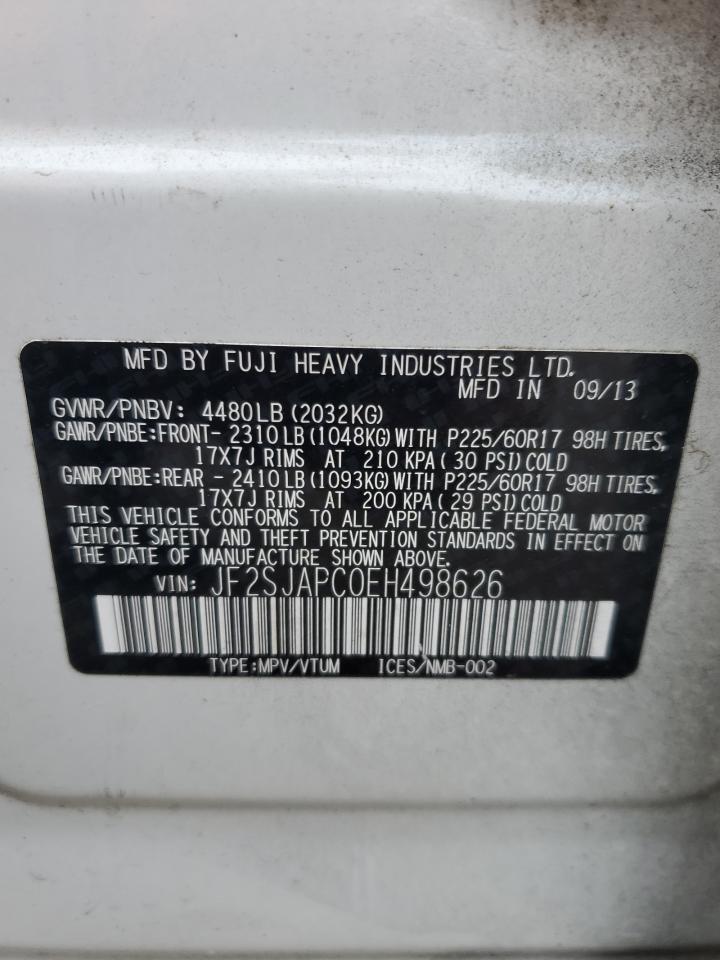 MFD BY FUJI HEAVY INDUSTRIES LTD.
MFD IN 09/13
GVWR/PNBV: 4480LB (2032KG)
GAWR/PNBE:FRONT- 2310LB (1048KG) WITH P225/60R17 98H TIRES,
17X7J RIMS AT 210 KPA ( 30 PSI) COLD
GAWR/PNBE:REAR - 2410LB (1093KG) WITH P225/60R17 98H TIRES,
17X7J RIMS AT 200 KPA ( 29 PSI) COLD
THIS VEHICLE CONFORMS TO ALL APPLICABLE FEDERAL MOTOR
VEHICLE SAFETY AND THEFT PREVENTION STANDARDS IN EFFECT ON
THE DATE OF MANUFACTURE SHOWN ABOVE.
VIN: JF2SJAPC0EH498626
TYPE:MPV/VTUM ICES/NMB-002